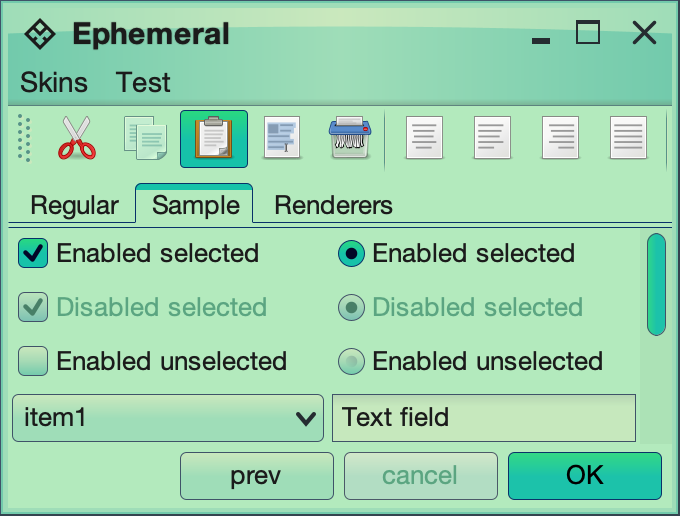 Ephemeral
Skins Test
Regular Sample Renderers
Enabled selected Enabled selected
Disabled selected Disabled selected
Enabled unselected Enabled unselected
item1 Text field
prev cancel OK